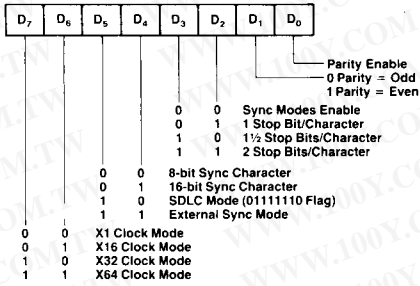 D7 D6 D5 D4 D3 D2 D1 D0
Parity Enable
0 Parity = Odd
1 Parity = Even
0 0 Sync Modes Enable
0 1 1 Stop Bit/Character
1 0 1½ Stop Bits/Character
1 1 2 Stop Bits/Character
0 0 8-bit Sync Character
0 1 16-bit Sync Character
1 0 SDLC Mode (01111110 Flag)
1 1 External Sync Mode
0 0 X1 Clock Mode
0 1 X16 Clock Mode
1 0 X32 Clock Mode
1 1 X64 Clock Mode
WWW.100Y.COM.TW